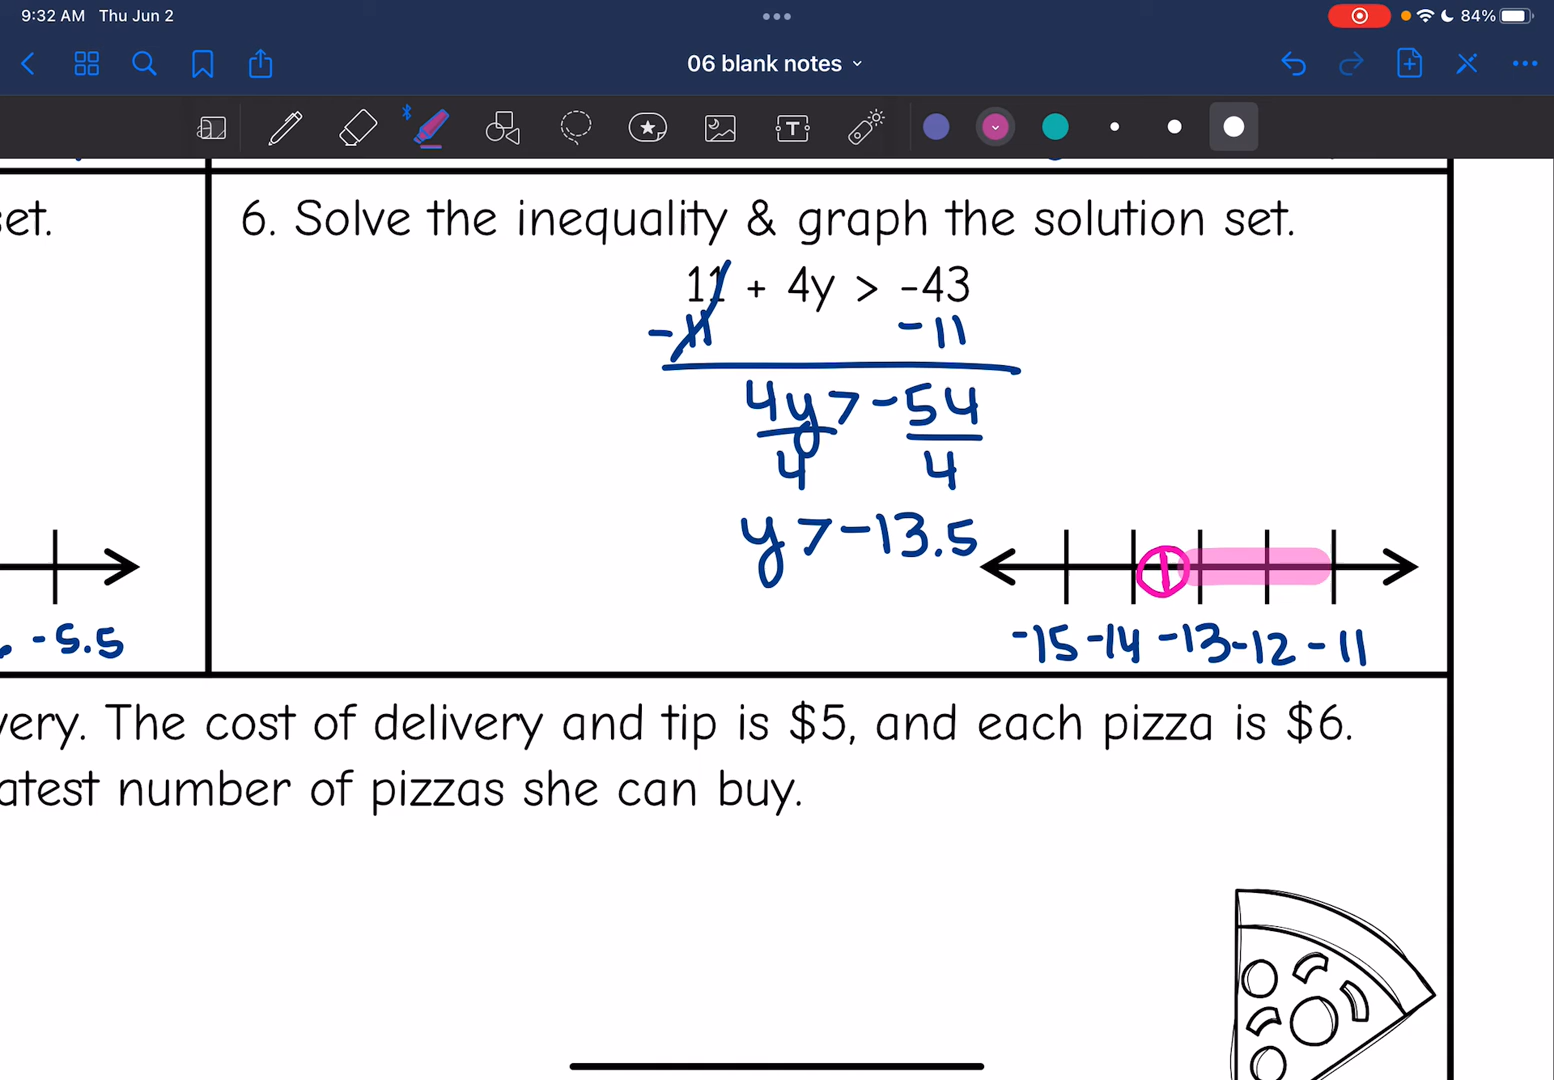 9:32 AM Thu Jun 2
84%
06 blank notes
T
et.
6. Solve the inequality & graph the solution set.
11 + 4y > -43
-11 -11
4y > -54
4 4
y > -13.5
-5.5
-15 -14 -13 -12 -11
very. The cost of delivery and tip is $5, and each pizza is $6.
atest number of pizzas she can buy.